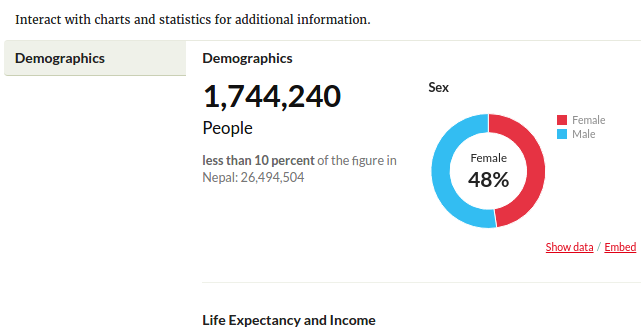 Interact with charts and statistics for additional information.
Demographics
Demographics
1,744,240
People
less than 10 percent of the figure in
Nepal: 26,494,504
Sex
Female
48%
Female
Male
Show data / Embed
Life Expectancy and Income